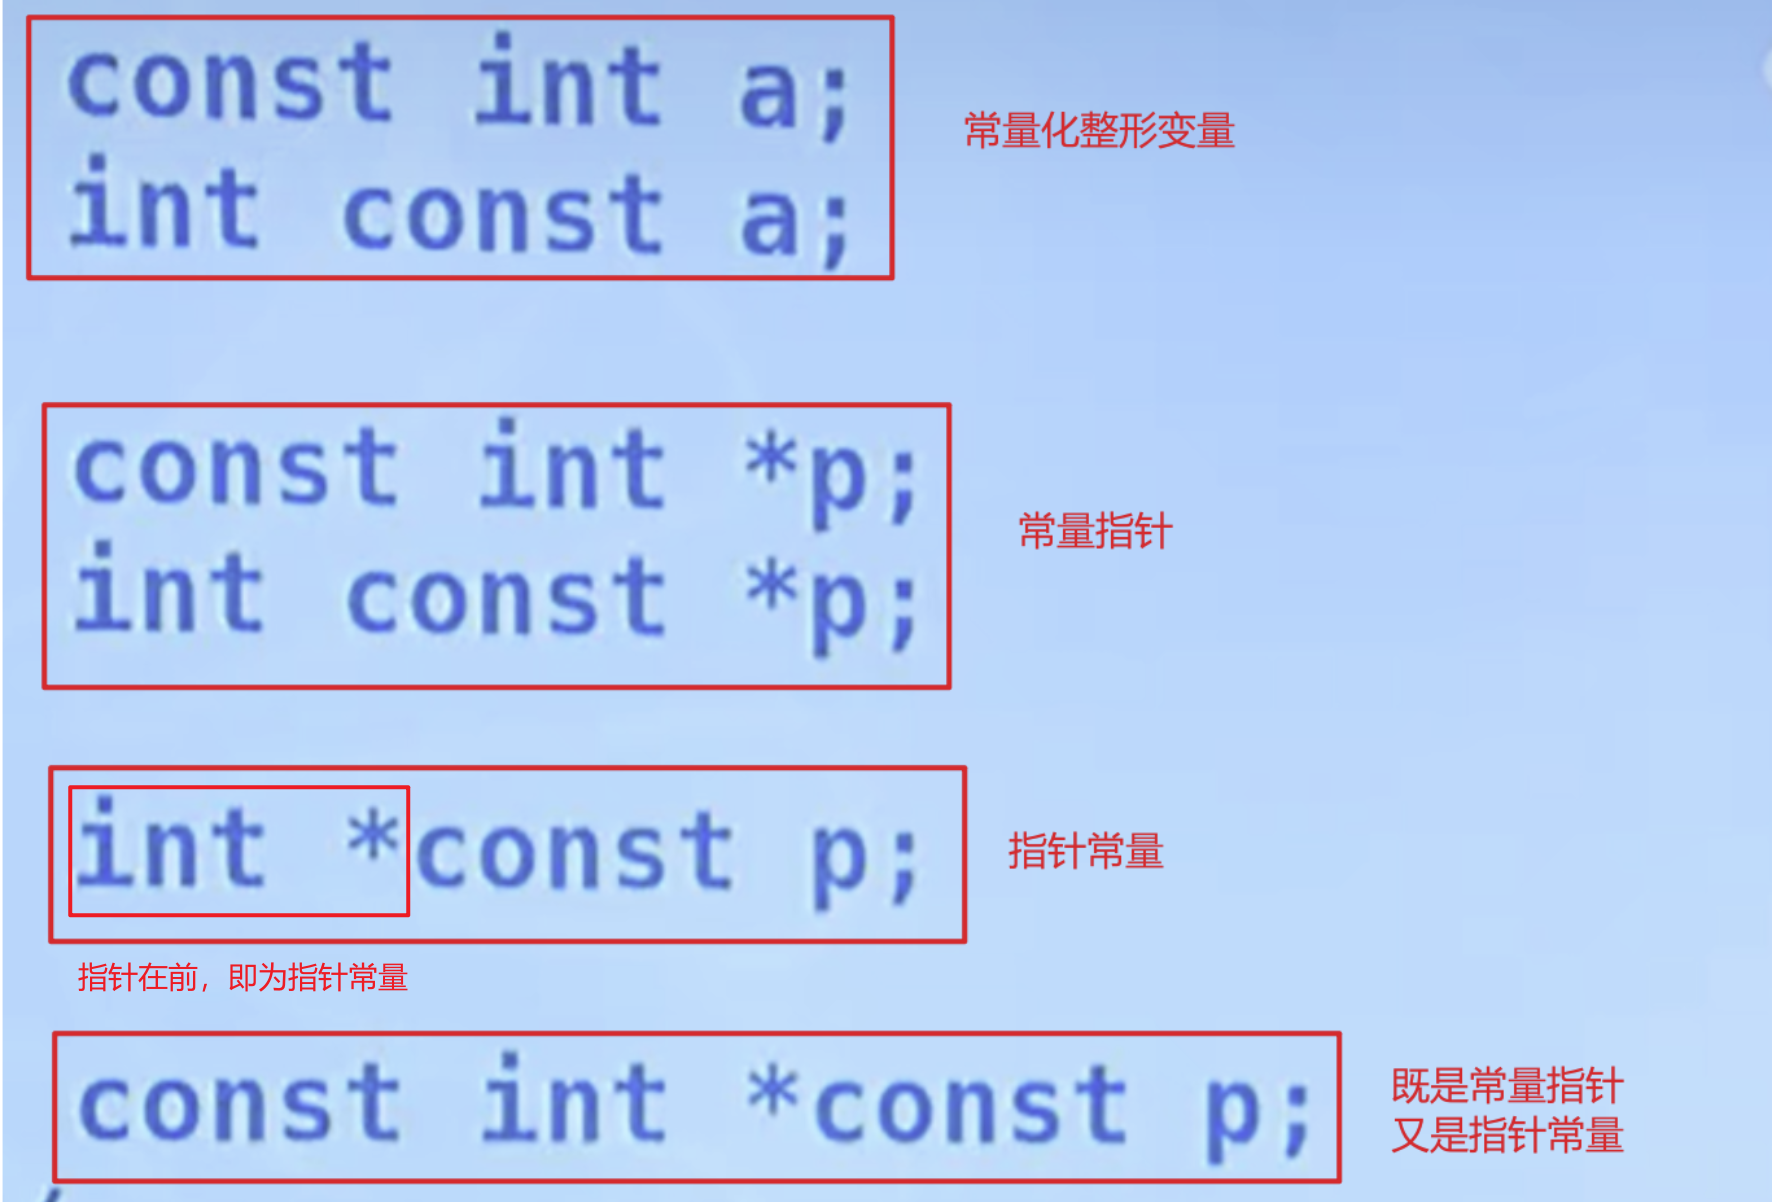 const int a;
常量化整形变量
int const a;
const int *p;
常量指针
int const *p;
int *const p;
指针常量
指针在前，即为指针常量
const int *const p;
既是常量指针
又是指针常量